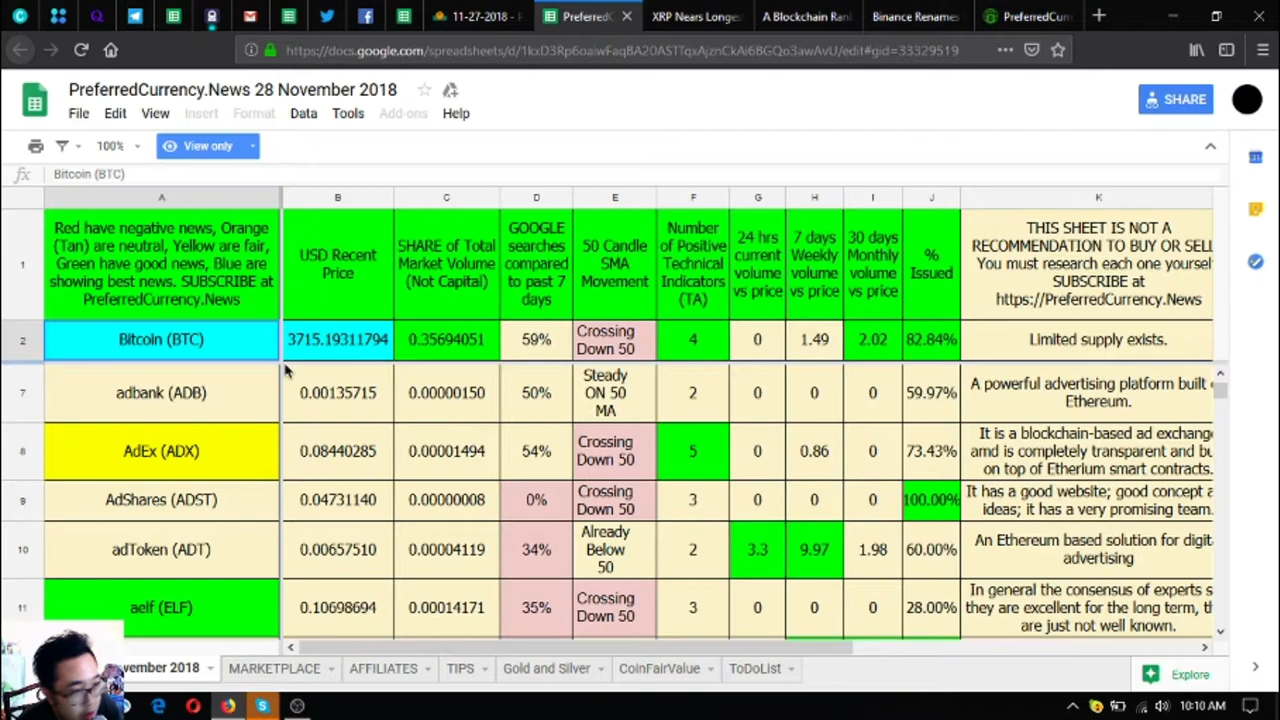 11-27-2018 - P
PreferredC
XRP Nears Longes
A Blockchain Ran
Binance Renames
PreferredCurr
docs.google.com/spreadsheets/d/
/edit#gid=33329519
PreferredCurrency.News 28 November 2018
SHARE
File Edit View Insert Format Data Tools Add-ons Help
100%
View only
fx
Bitcoin (BTC)
A B C D E F G H I J K
1
Red have negative news, Orange
(Tan) are neutral, Yellow are fair,
Green have good news, Blue are
showing best news. SUBSCRIBE at
PreferredCurrency.News
USD Recent
Price
SHARE of Total
Market Volume
(Not Capital)
GOOGLE
searches
compared
to past 7
days
50 Candle
SMA
Movement
Number
of Positive
Technical
Indicators
(TA)
24 hrs
current
volume
vs price
7 days
Weekly
volume
vs price
30 days
Monthly
volume
vs price
%
Issued
THIS SHEET IS NOT A
RECOMMENDATION TO BUY OR SELL
You must research each one yourself
SUBSCRIBE at
https://PreferredCurrency.News
2
Bitcoin (BTC)
3715.19311794
0.35694051
59%
Crossing
Down 50
4
0
1.49
2.02
82.84%
Limited supply exists.
7
adbank (ADB)
0.00135715
0.00000150
50%
Steady
ON 50
MA
2
0
0
0
59.97%
A powerful advertising platform built
Ethereum.
8
AdEx (ADX)
0.08440285
0.00001494
54%
Crossing
Down 50
5
0
0.86
0
73.43%
It is a blockchain-based ad exchange
amd is completely transparent and bu
on top of Etherium smart contracts.
9
AdShares (ADST)
0.04731140
0.00000008
0%
Crossing
Down 50
3
0
0
0
100.00%
It has a good website; good concept a
ideas; it has a very promising team.
10
adToken (ADT)
0.00657510
0.00004119
34%
Already
Below
50
2
3.3
9.97
1.98
60.00%
An Ethereum based solution for digit
advertising
11
aelf (ELF)
0.10698694
0.00014171
35%
Crossing
Down 50
3
0
0
0
28.00%
In general the consensus of experts s
they are excellent for the long term, th
are just not well known.
vember 2018
MARKETPLACE
AFFILIATES
TIPS
Gold and Silver
CoinFairValue
ToDoList
Explore
10:10 AM